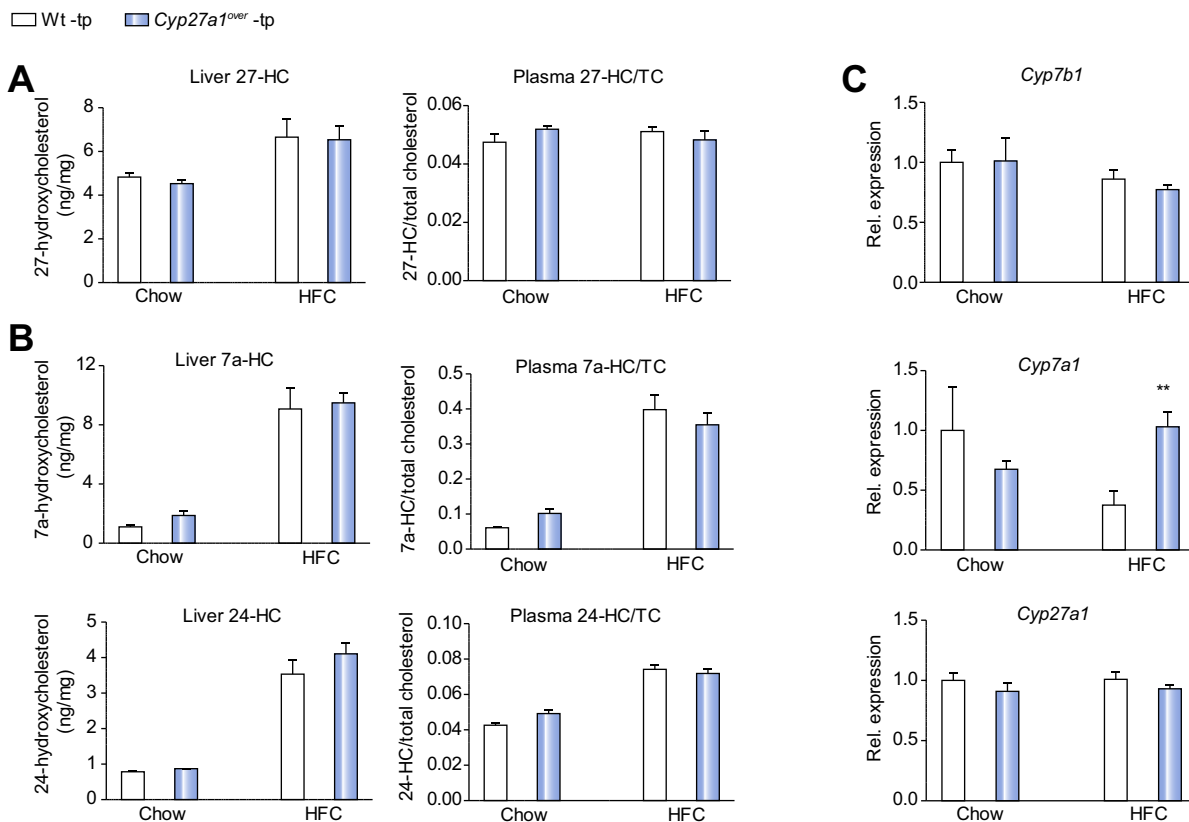 Wt -tp
Cyp27a1over -tp
A
Liver 27-HC
27-hydroxycholesterol
(ng/mg)
8
6
4
2
0
Chow
HFC
Plasma 27-HC/TC
27-HC/total cholesterol
0.06
0.04
0.02
0.00
Chow
HFC
B
Liver 7a-HC
7a-hydroxycholesterol
(ng/mg)
12
8
4
0
Chow
HFC
Plasma 7a-HC/TC
7a-HC/total cholesterol
0.5
0.4
0.3
0.2
0.1
0.0
Chow
HFC
Liver 24-HC
24-hydroxycholesterol
(ng/mg)
5
4
3
2
1
0
Chow
HFC
Plasma 24-HC/TC
24-HC/total cholesterol
0.10
0.08
0.06
0.04
0.02
0.00
Chow
HFC
C
Cyp7b1
Rel. expression
1.5
1.0
0.5
0.0
Chow
HFC
Cyp7a1
Rel. expression
1.5
1.0
0.5
0.0
**
Chow
HFC
Cyp27a1
Rel. expression
1.5
1.0
0.5
0.0
Chow
HFC